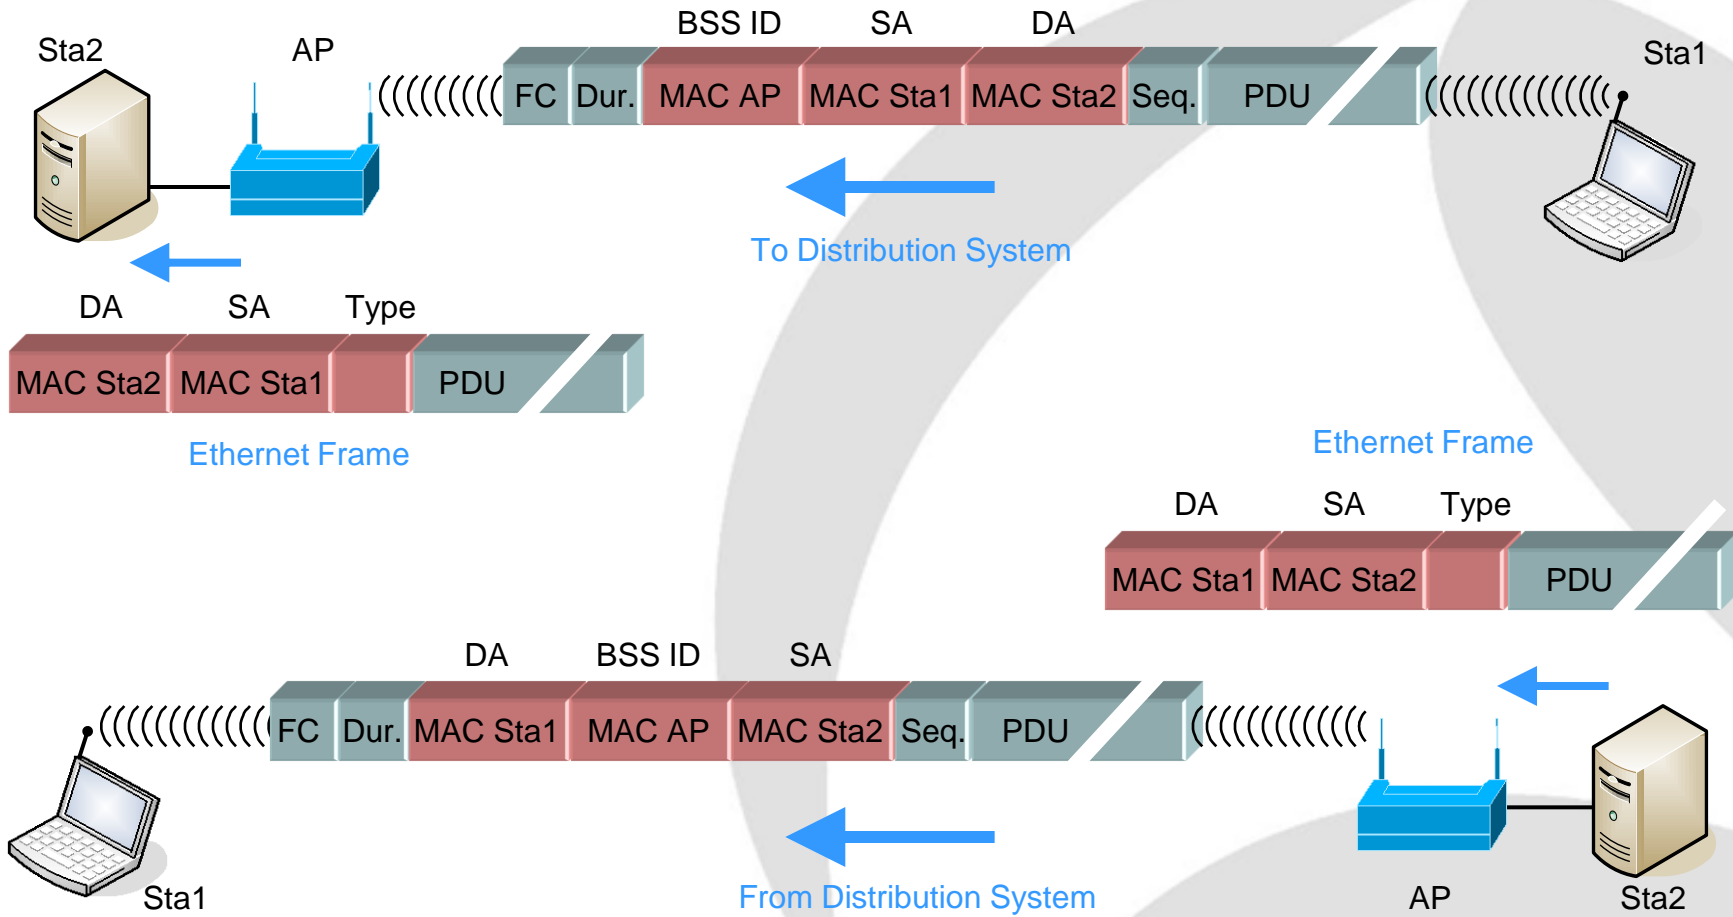 BSS ID SA DA
Sta2 AP Sta1
FC Dur. MAC AP MAC Sta1 MAC Sta2 Seq. PDU
To Distribution System
DA SA Type
MAC Sta2 MAC Sta1 PDU
Ethernet Frame
Ethernet Frame
DA SA Type
MAC Sta1 MAC Sta2 PDU
DA BSS ID SA
FC Dur. MAC Sta1 MAC AP MAC Sta2 Seq. PDU
Sta1 From Distribution System AP Sta2